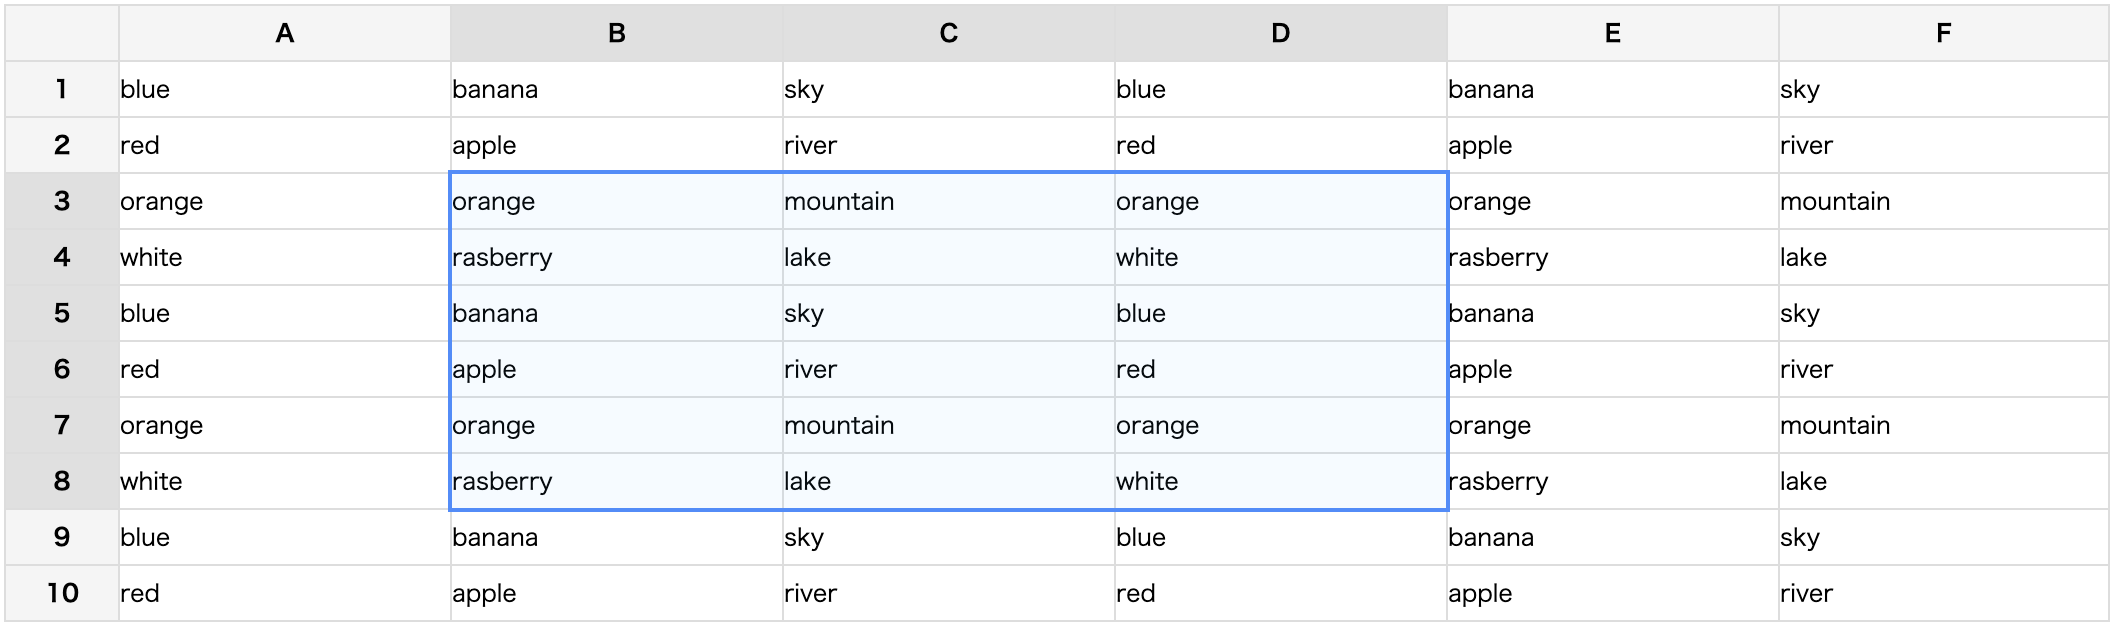 A B C D E F
1 blue banana sky blue banana sky
2 red apple river red apple river
3 orange orange mountain orange orange mountain
4 white rasberry lake white rasberry lake
5 blue banana sky blue banana sky
6 red apple river red apple river
7 orange orange mountain orange orange mountain
8 white rasberry lake white rasberry lake
9 blue banana sky blue banana sky
10 red apple river red apple river